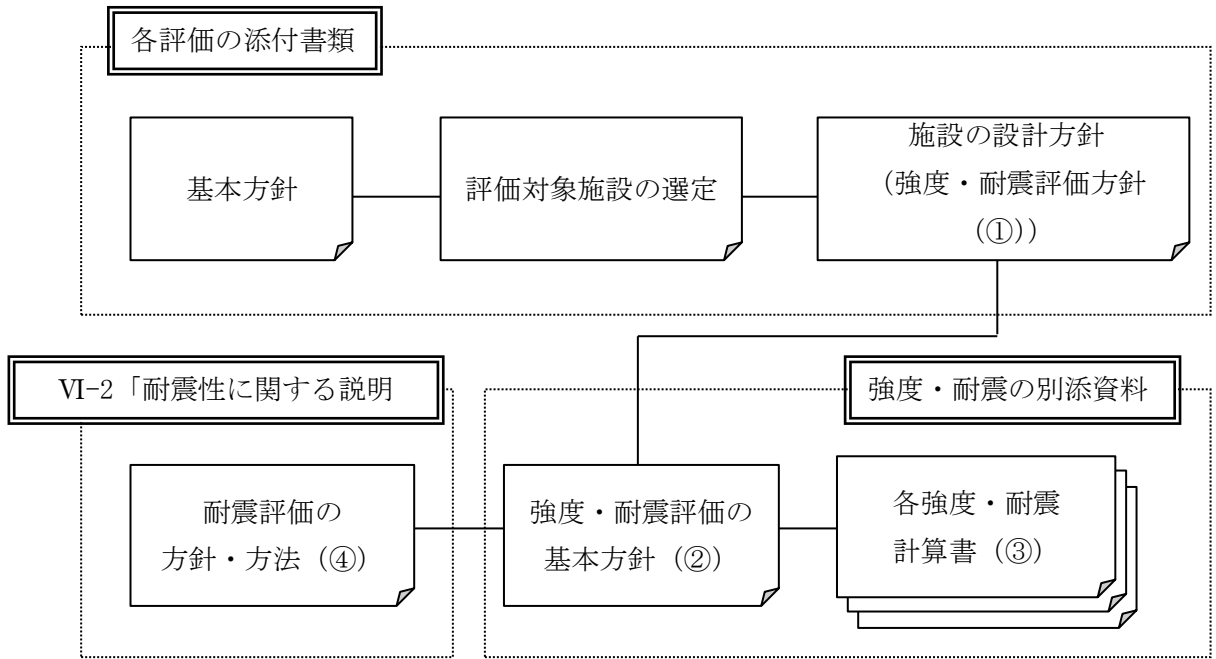 各評価の添付書類
基本方針
評価対象施設の選定
施設の設計方針
（強度・耐震評価方針
（①））
Ⅵ-2「耐震性に関する説明
強度・耐震の別添資料
耐震評価の
方針・方法（④）
強度・耐震評価の
基本方針（②）
各強度・耐震
計算書（③）